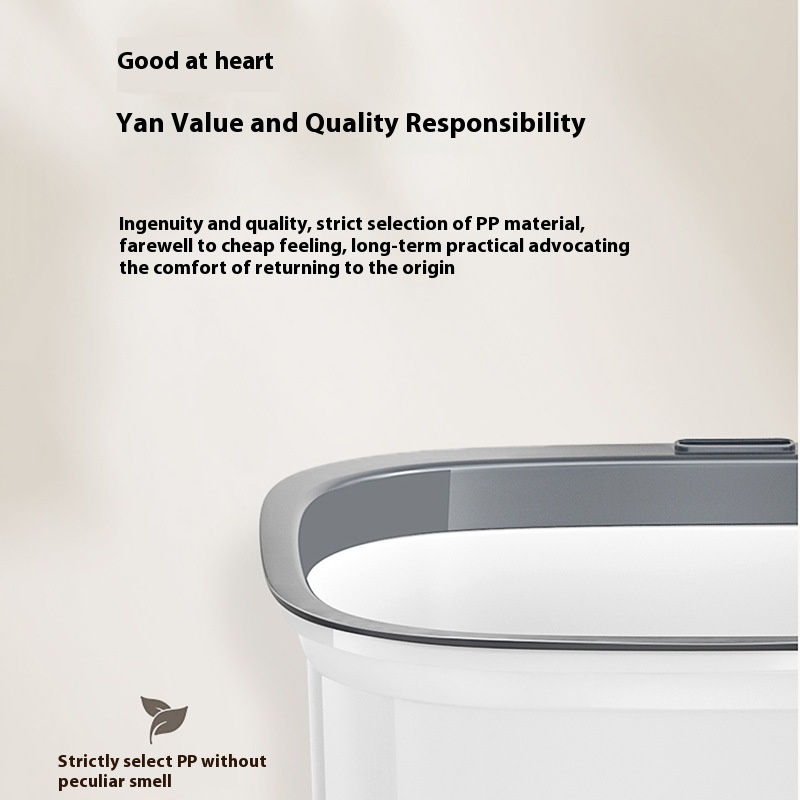 Good at heart
Yan Value and Quality Responsibility
Ingenuity and quality, strict selection of PP material,
farewell to cheap feeling, long-term practical advocating
the comfort of returning to the origin
Strictly select PP without
peculiar smell